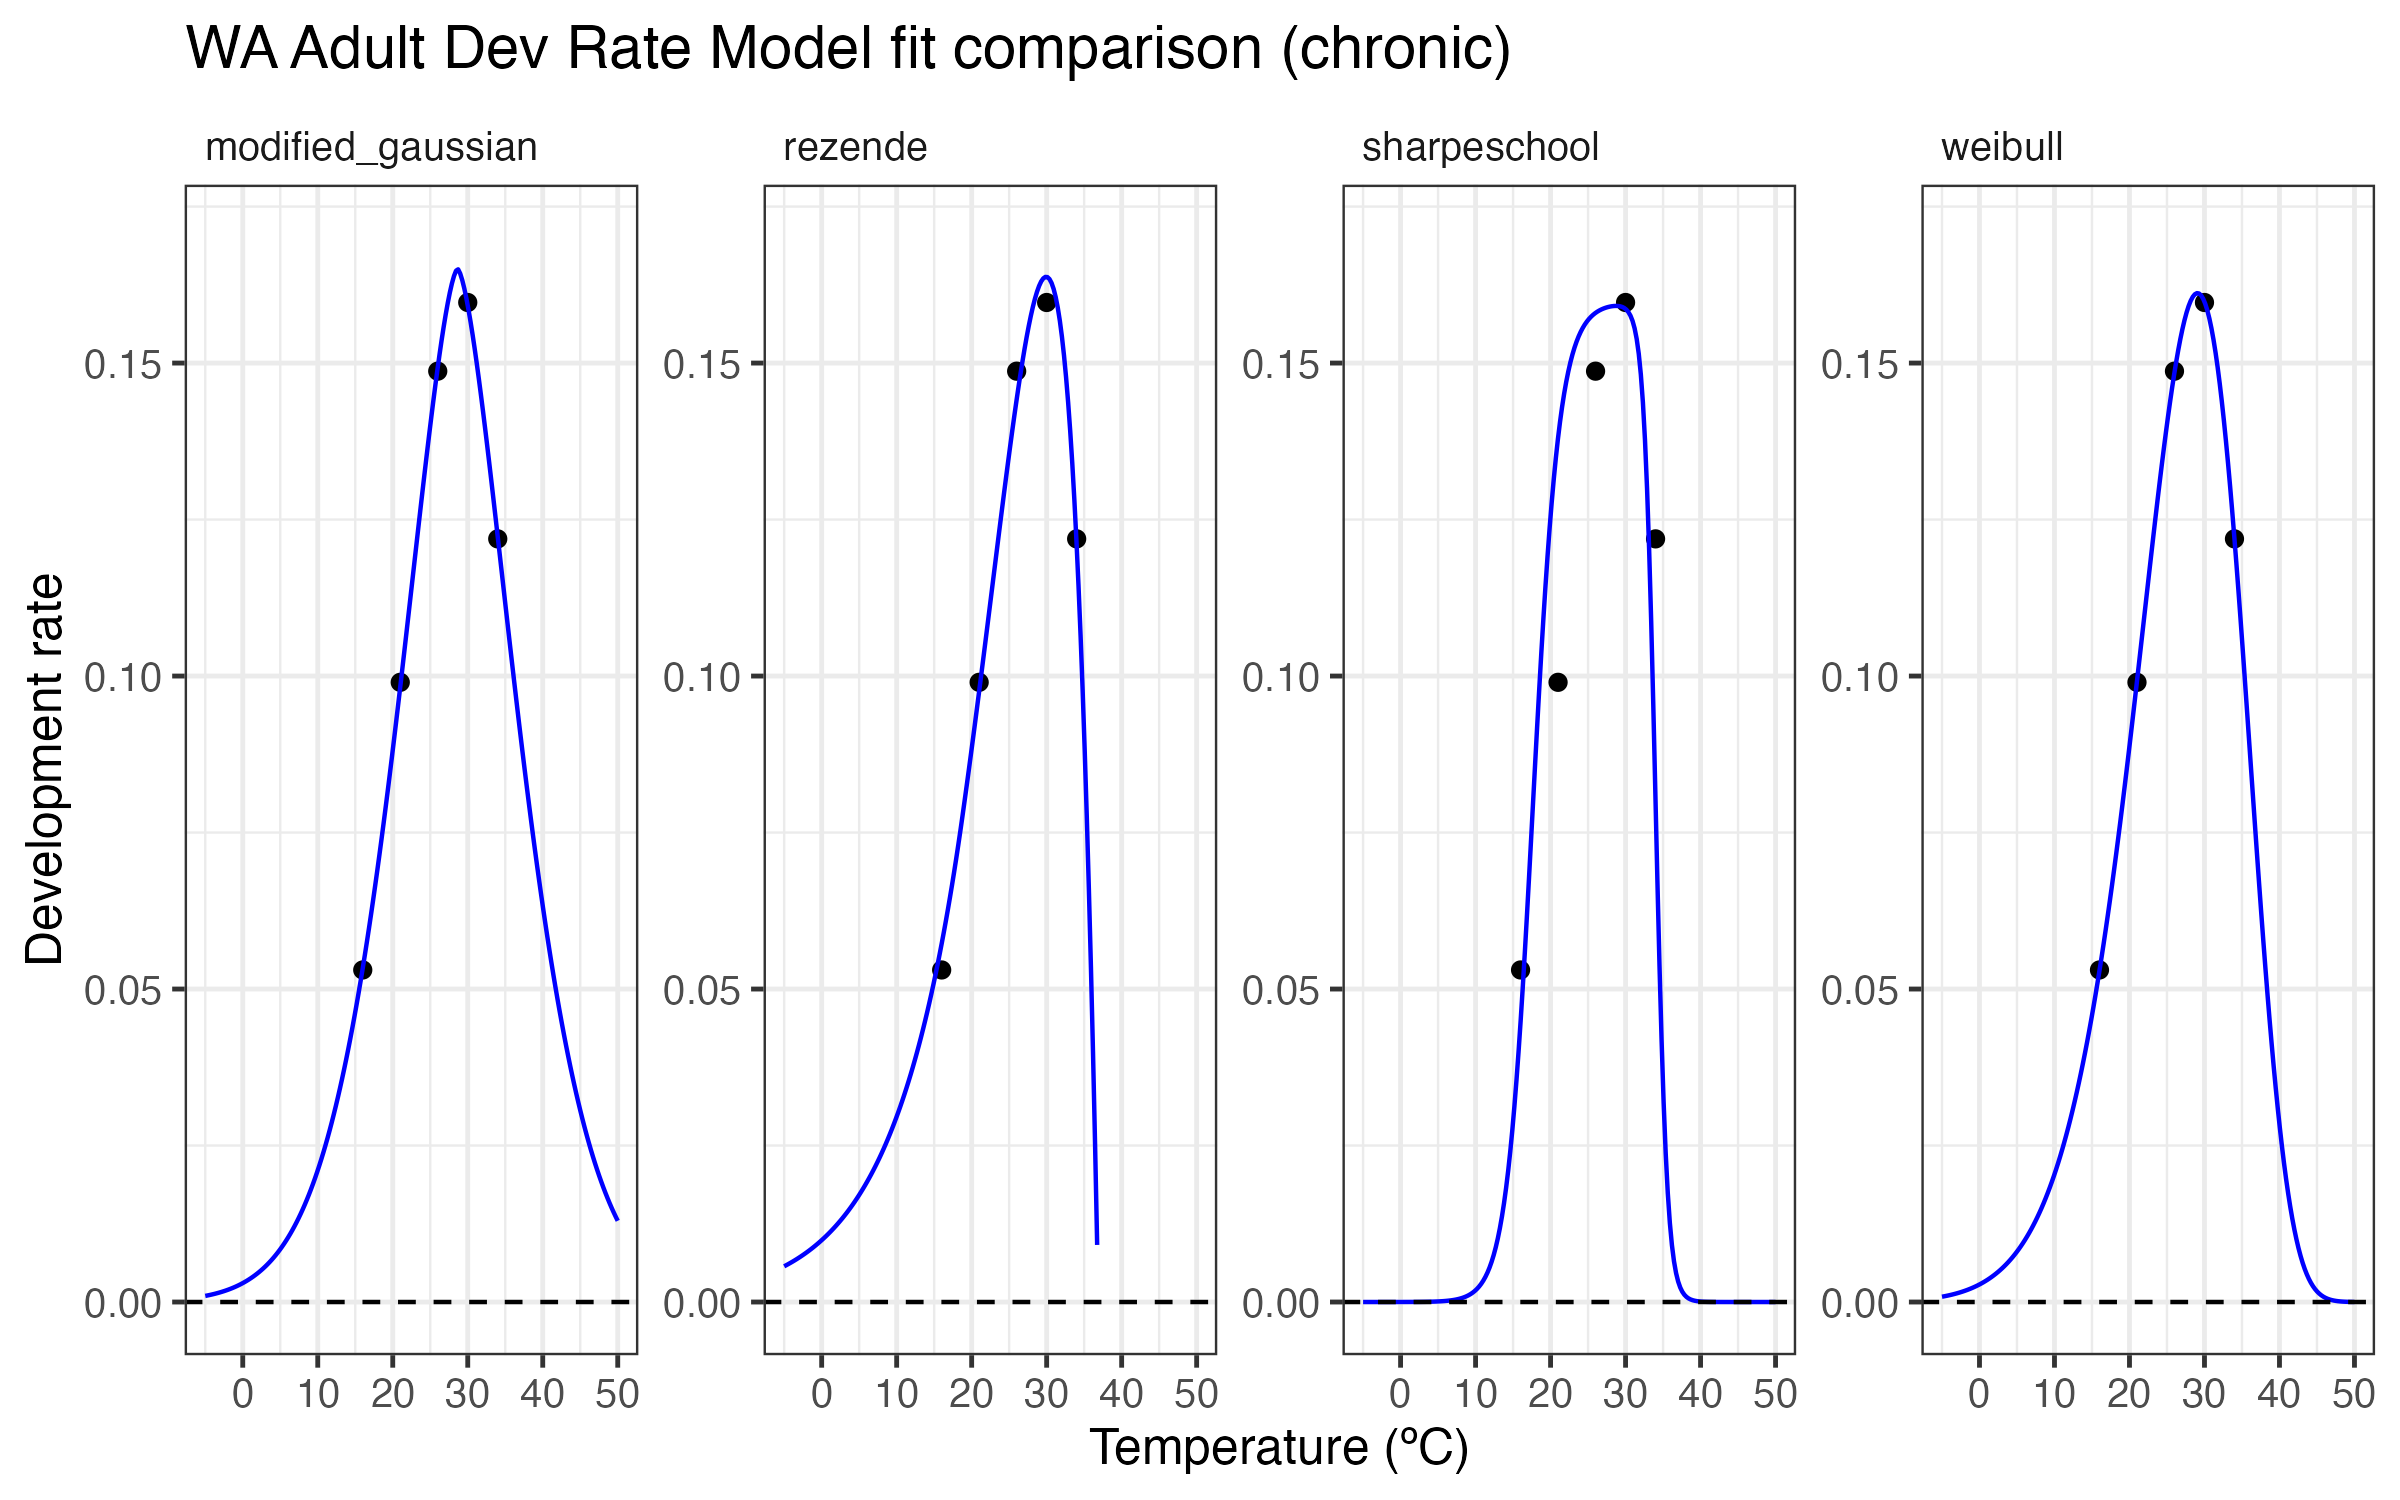 WA Adult Dev Rate Model fit comparison (chronic)
modified_gaussian
rezende
sharpeschool
weibull
Development rate
0.15
0.10
0.05
0.00
0 10 20 30 40 50
0.15
0.10
0.05
0.00
0 10 20 30 40 50
0.15
0.10
0.05
0.00
0 10 20 30 40 50
0.15
0.10
0.05
0.00
0 10 20 30 40 50
Temperature (ºC)